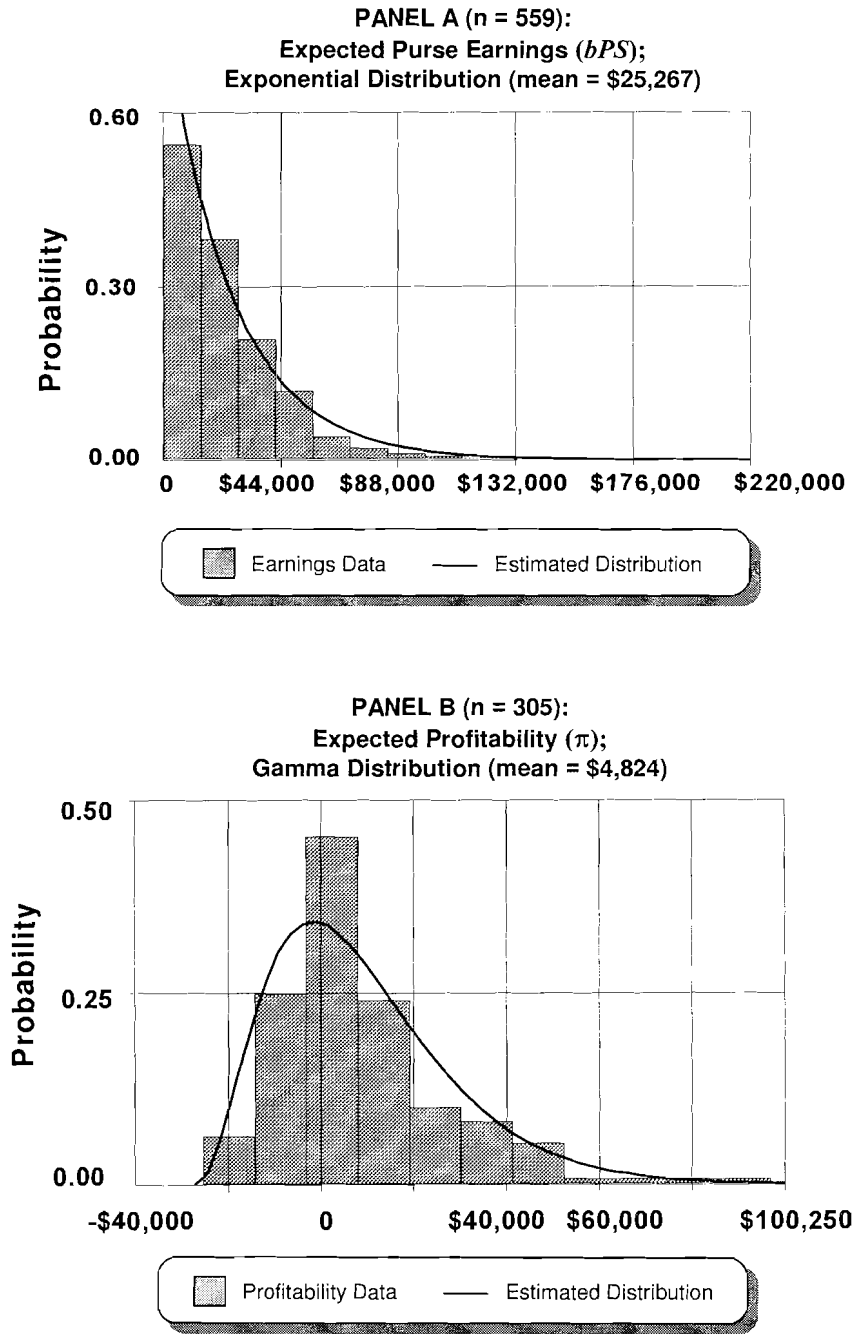 PANEL A (n = 559):
Expected Purse Earnings (bPS);
Exponential Distribution (mean = $25,267)
0.60
0.30
0.00
Probability
0 $44,000 $88,000 $132,000 $176,000 $220,000
Earnings Data Estimated Distribution
PANEL B (n = 305):
Expected Profitability (π);
Gamma Distribution (mean = $4,824)
0.50
0.25
0.00
Probability
-$40,000 0 $40,000 $60,000 $100,250
Profitability Data Estimated Distribution